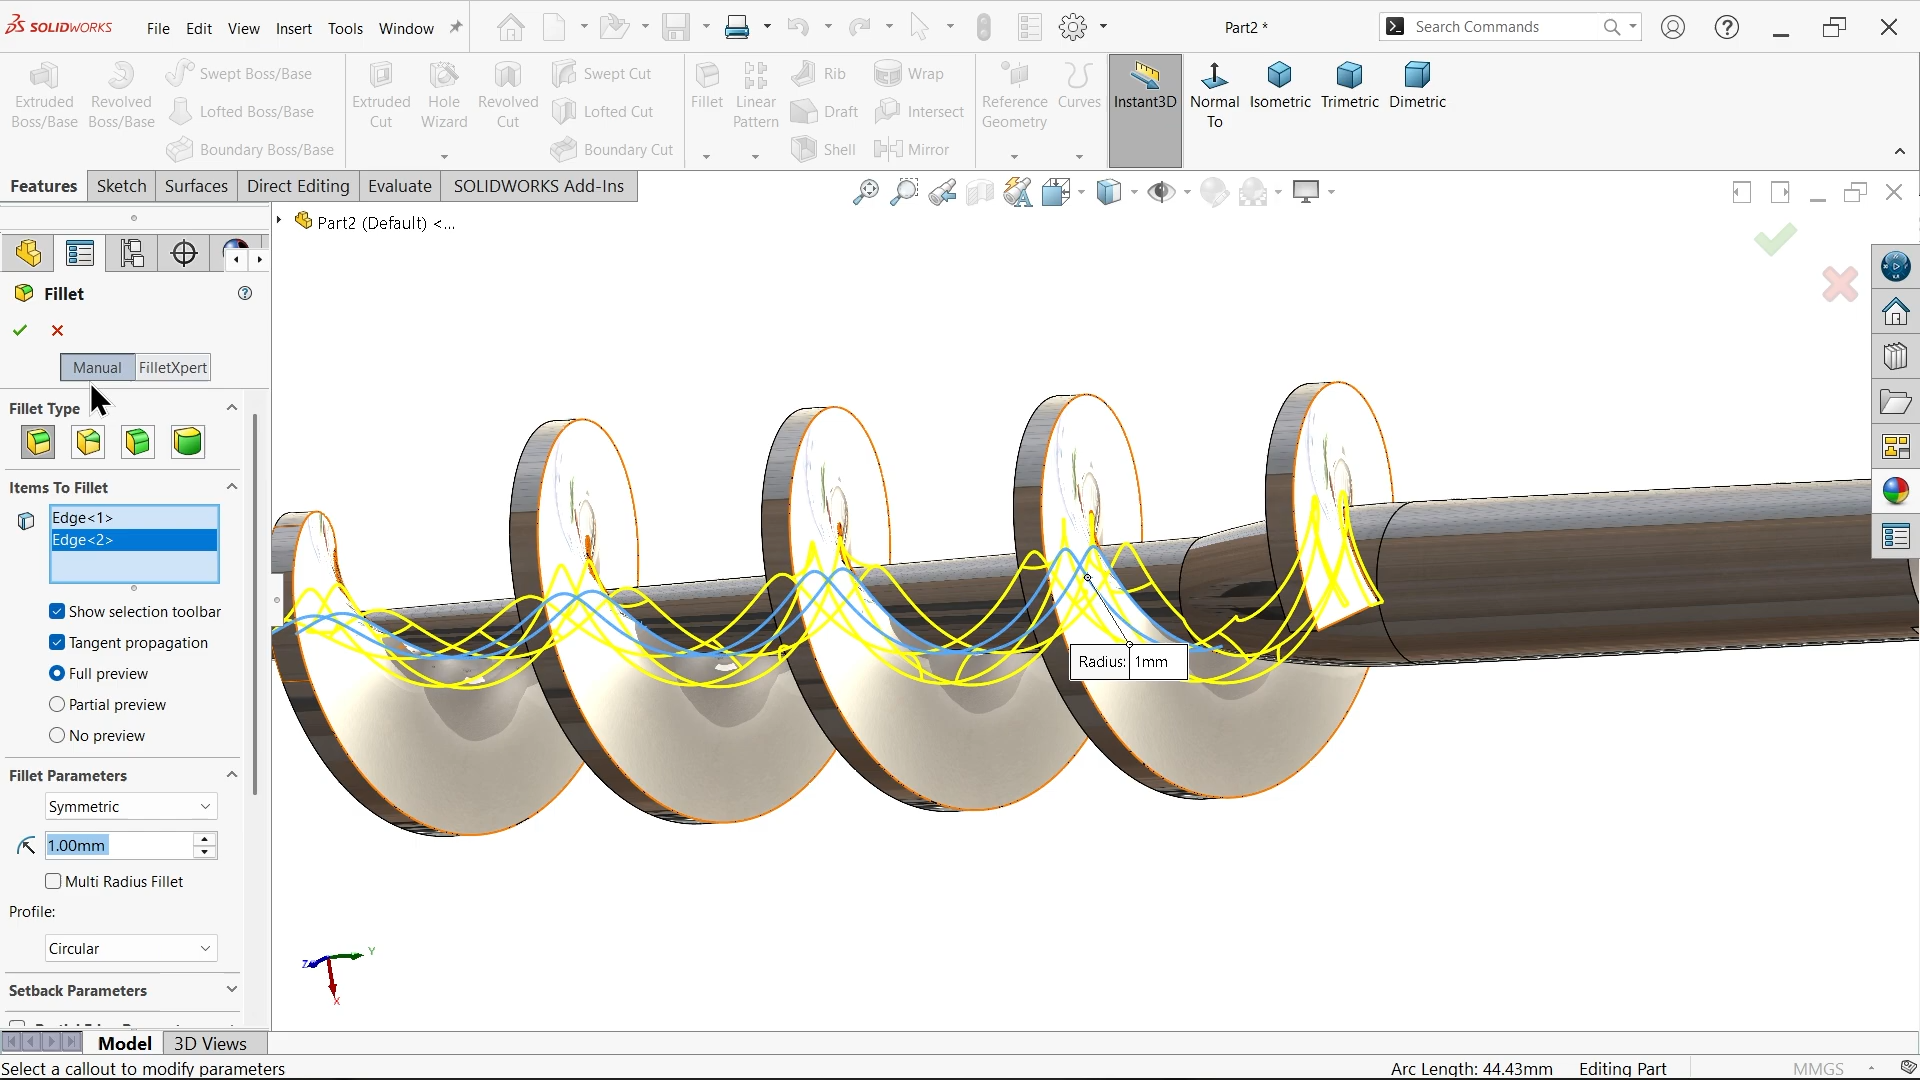 SOLIDWORKS File Edit View Insert Tools Window Part2 * Search Commands
Extruded Boss/Base
Revolved Boss/Base
Swept Boss/Base
Lofted Boss/Base
Boundary Boss/Base
Extruded Cut
Hole Wizard
Revolved Cut
Swept Cut
Lofted Cut
Boundary Cut
Fillet
Linear Pattern
Rib
Draft
Shell
Wrap
Intersect
Mirror
Reference Geometry
Curves
Instant3D
Normal To
Isometric
Trimetric
Dimetric
Features Sketch Surfaces Direct Editing Evaluate SOLIDWORKS Add-Ins
Part2 (Default) <...
Fillet
Manual FilletXpert
Fillet Type
Items To Fillet
Edge<1>
Edge<2>
Show selection toolbar
Tangent propagation
Full preview
Partial preview
No preview
Fillet Parameters
Symmetric
1.00mm
Multi Radius Fillet
Profile:
Circular
Setback Parameters
Radius: 1mm
Z Y X
Model 3D Views
Select a callout to modify parameters Arc Length: 44.43mm Editing Part MMGS